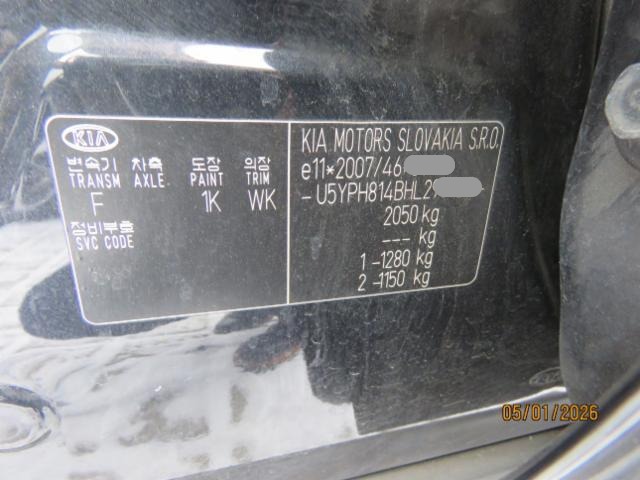 KIA
변속기 차축 도장 의장
TRANSM AXLE PAINT TRIM
F 1K WK
정비부호
SVC CODE
KIA MOTORS SLOVAKIA S.R.O.
e11*2007/46
-U5YPH814BHL2
2050 kg
--- kg
1 -1280 kg
2 -1150 kg
KIA
05/01/2026